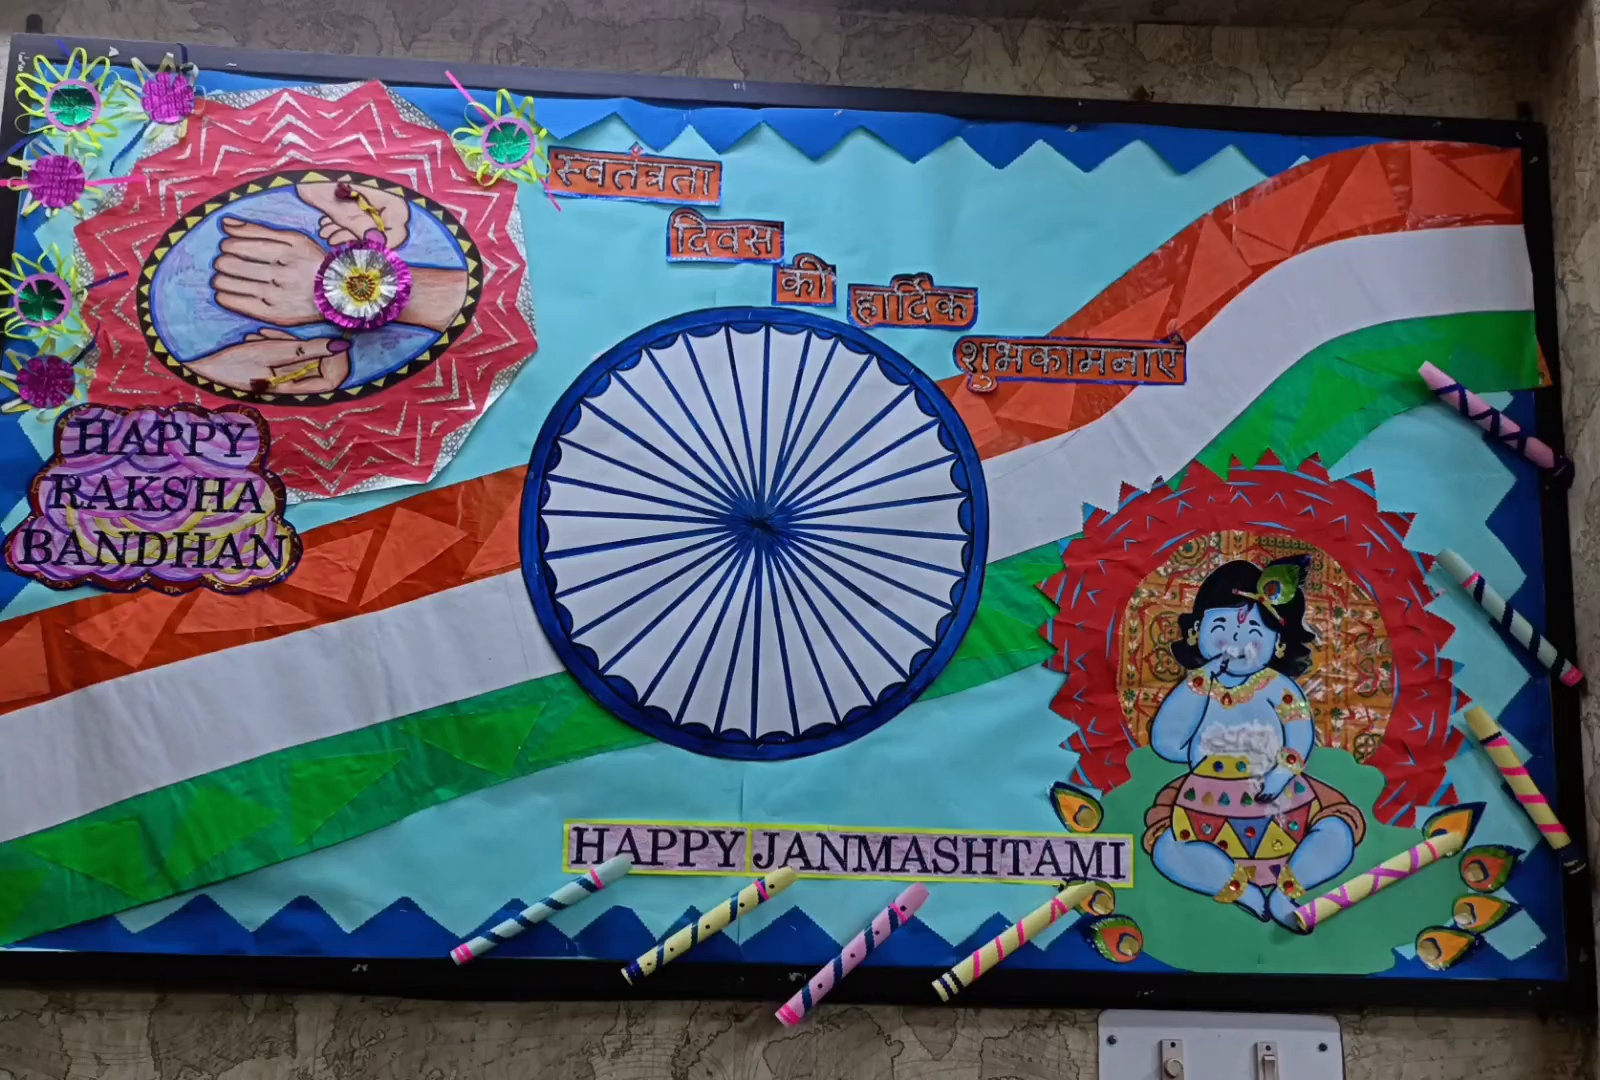 स्वतंत्रता
दिवस
की
हार्दिक
शुभकामनाएं
HAPPY
RAKSHA
BANDHAN
HAPPY JANMASHTAMI